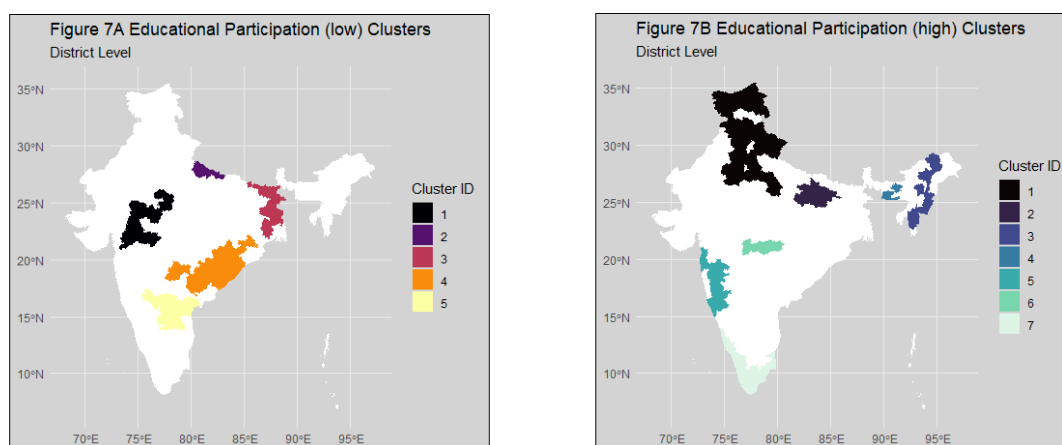 Figure 7A Educational Participation (low) Clusters
District Level
35°N
30°N
25°N
20°N
15°N
10°N
70°E 75°E 80°E 85°E 90°E 95°E
Cluster ID
1
2
3
4
5
Figure 7B Educational Participation (high) Clusters
District Level
35°N
30°N
25°N
20°N
15°N
10°N
70°E 75°E 80°E 85°E 90°E 95°E
Cluster ID
1
2
3
4
5
6
7